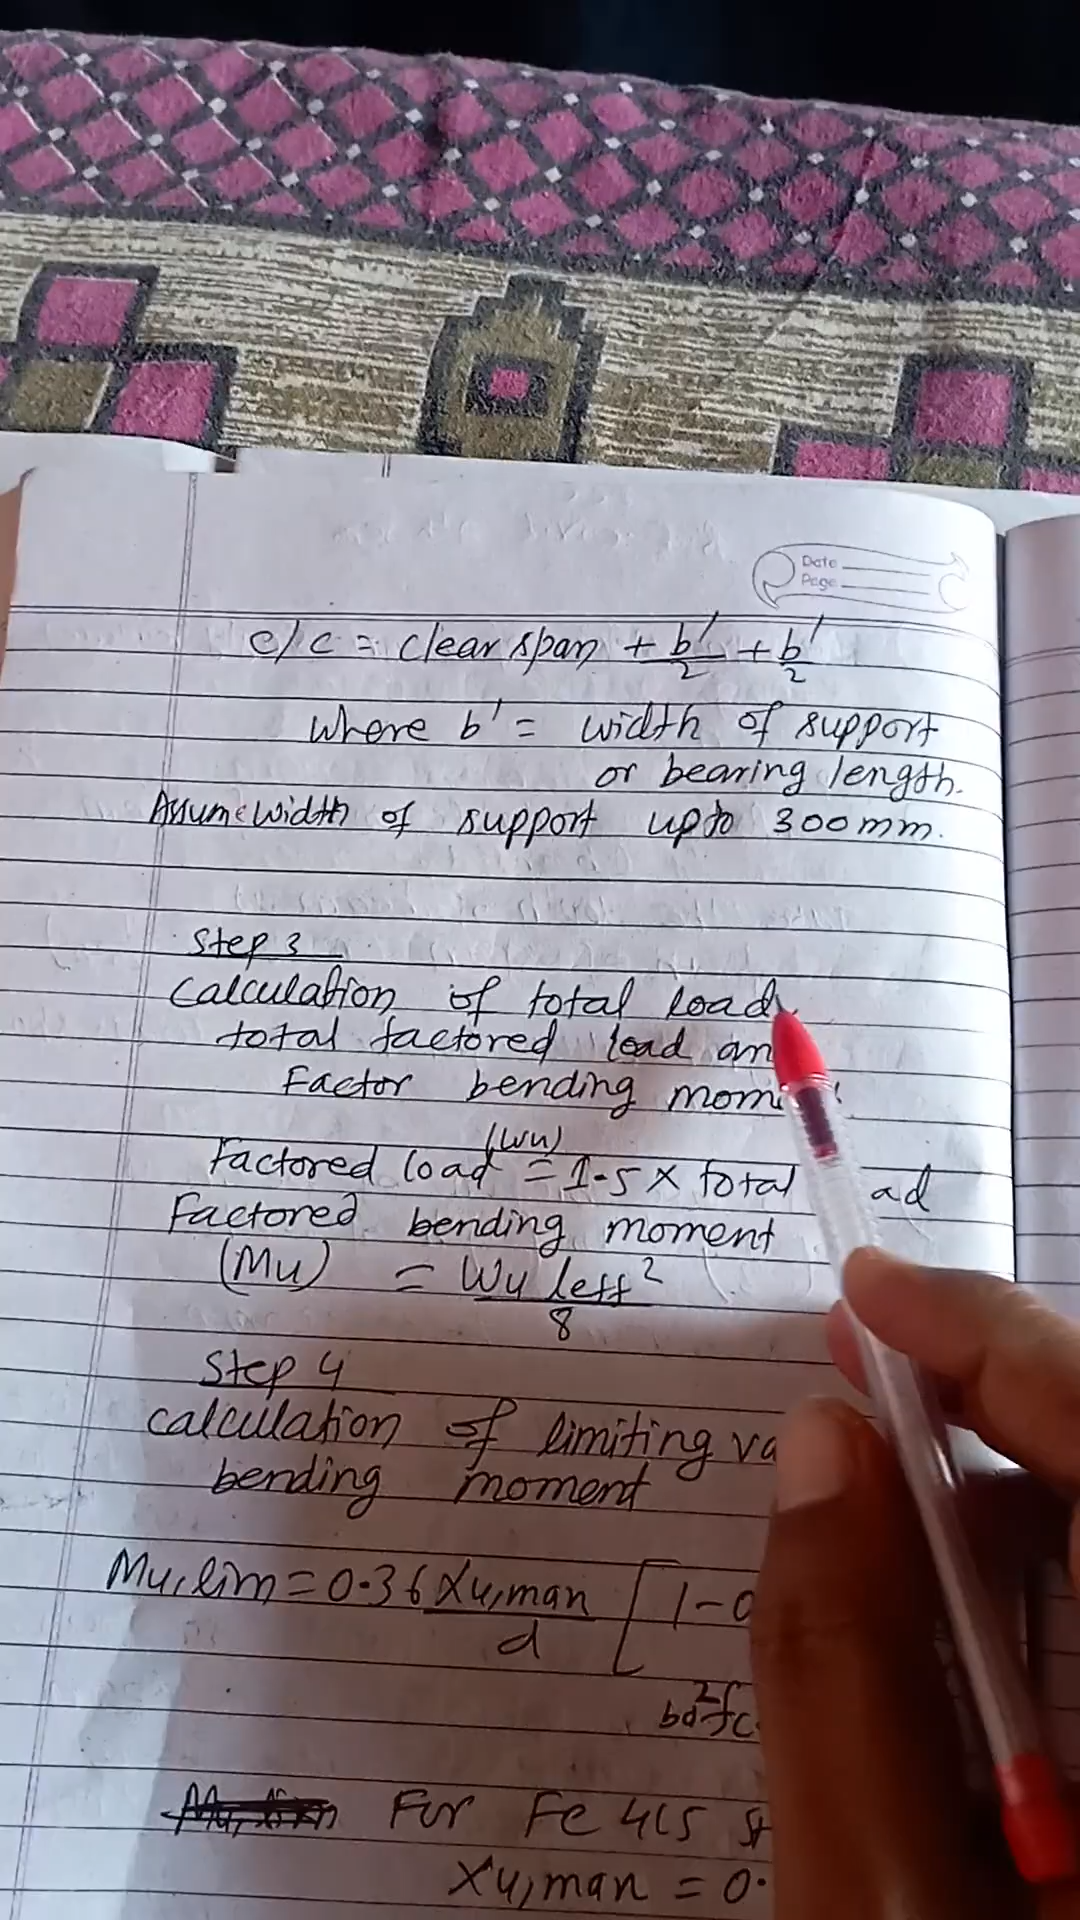 Date
Page
c/c = clear span + b'/2 + b'/2
where b' = width of support
or bearing length.
Assume width of support upto 300mm.
Step 3
Calculation of total load
total factored load an
Factor bending mom
(Wu)
Factored load = 1.5 x total ad
Factored bending moment
(Mu) = Wu leff²/8
Step 4
Calculation of limiting va
bending moment
Mu,lim = 0.36 Xu,man/d [1-0
bd²fc
For Fe 415 st
Xu,man = 0.